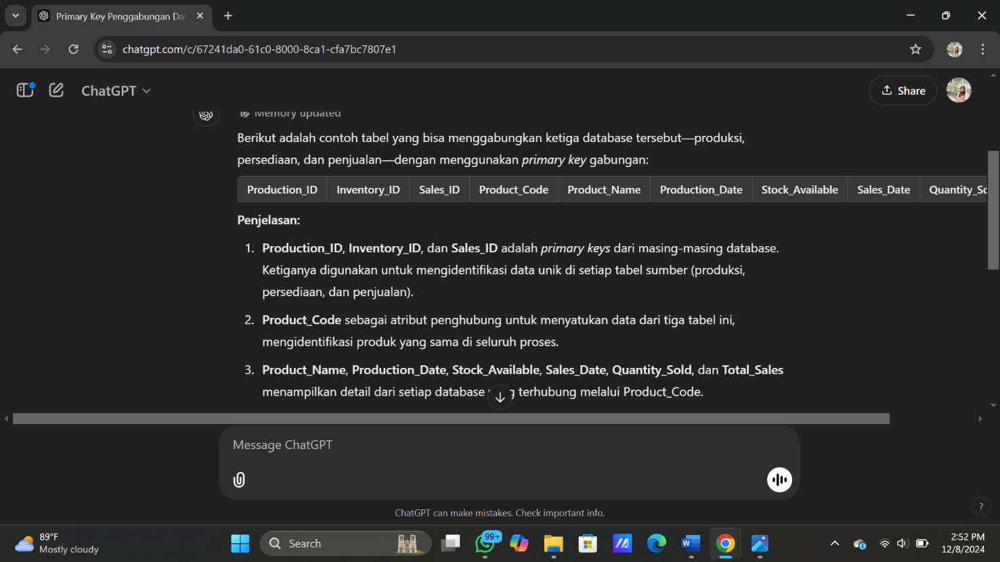 Primary Key Penggabungan Da
chatgpt.com/c/67241da0-61c0-8000-8ca1-cfa7bc7807e1
ChatGPT
Share
Memory updated
Berikut adalah contoh tabel yang bisa menggabungkan ketiga database tersebut—produksi,
persediaan, dan penjualan—dengan menggunakan primary key gabungan:
Production_ID Inventory_ID Sales_ID Product_Code Product_Name Production_Date Stock_Available Sales_Date Quantity_So
Penjelasan:
1. Production_ID, Inventory_ID, dan Sales_ID adalah primary keys dari masing-masing database.
Ketiganya digunakan untuk mengidentifikasi data unik di setiap tabel sumber (produksi,
persediaan, dan penjualan).
2. Product_Code sebagai atribut penghubung untuk menyatukan data dari tiga tabel ini,
mengidentifikasi produk yang sama di seluruh proses.
3. Product_Name, Production_Date, Stock_Available, Sales_Date, Quantity_Sold, dan Total_Sales
menampilkan detail dari setiap database yang terhubung melalui Product_Code.
Message ChatGPT
ChatGPT can make mistakes. Check important info.
?
89°F
Mostly cloudy
Search
99+
2:52 PM
12/8/2024